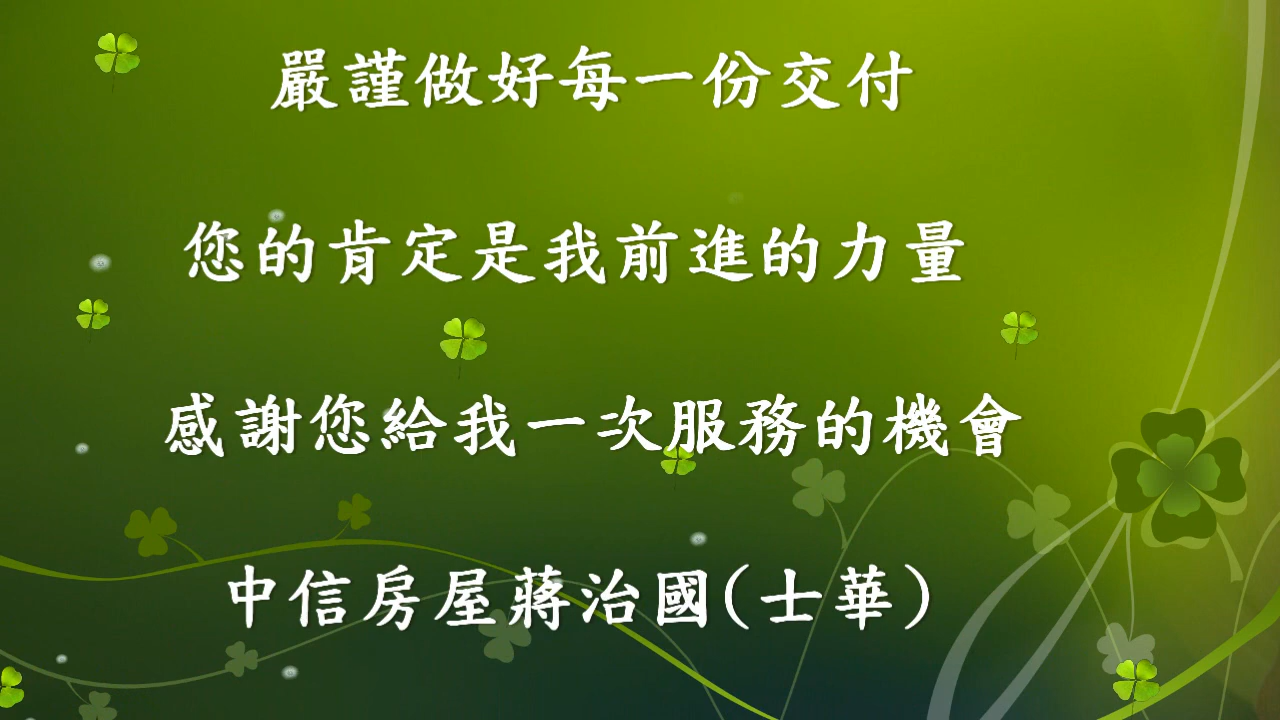 嚴謹做好每一份交付
您的肯定是我前進的力量
感謝您給我一次服務的機會
中信房屋蔣治國(士華)